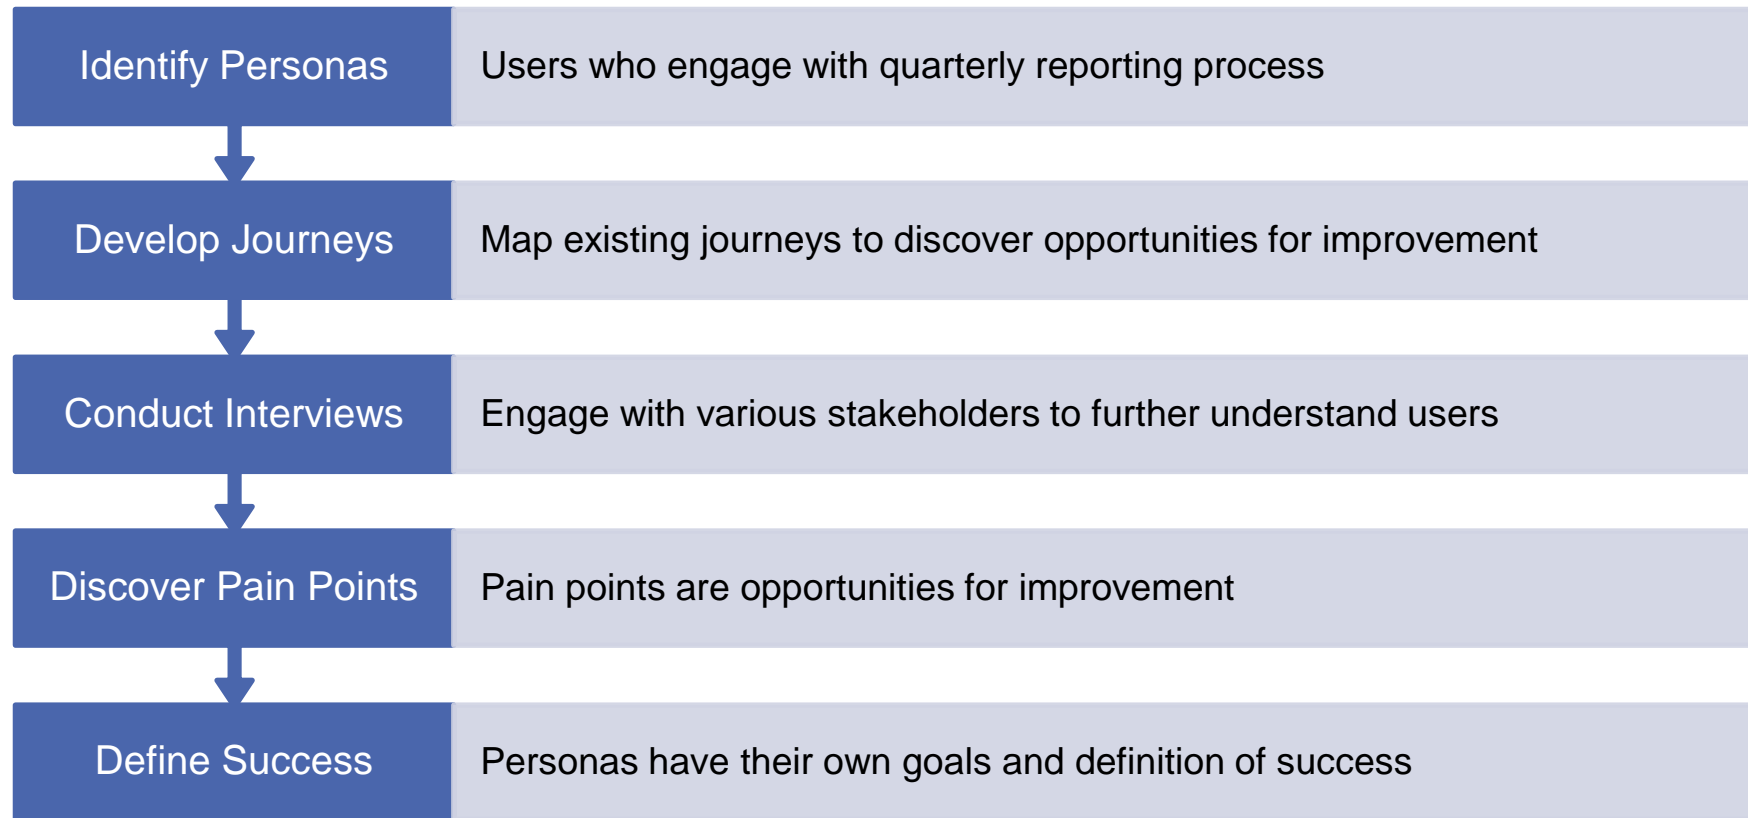 Identify Personas
Users who engage with quarterly reporting process
Develop Journeys
Map existing journeys to discover opportunities for improvement
Conduct Interviews
Engage with various stakeholders to further understand users
Discover Pain Points
Pain points are opportunities for improvement
Define Success
Personas have their own goals and definition of success